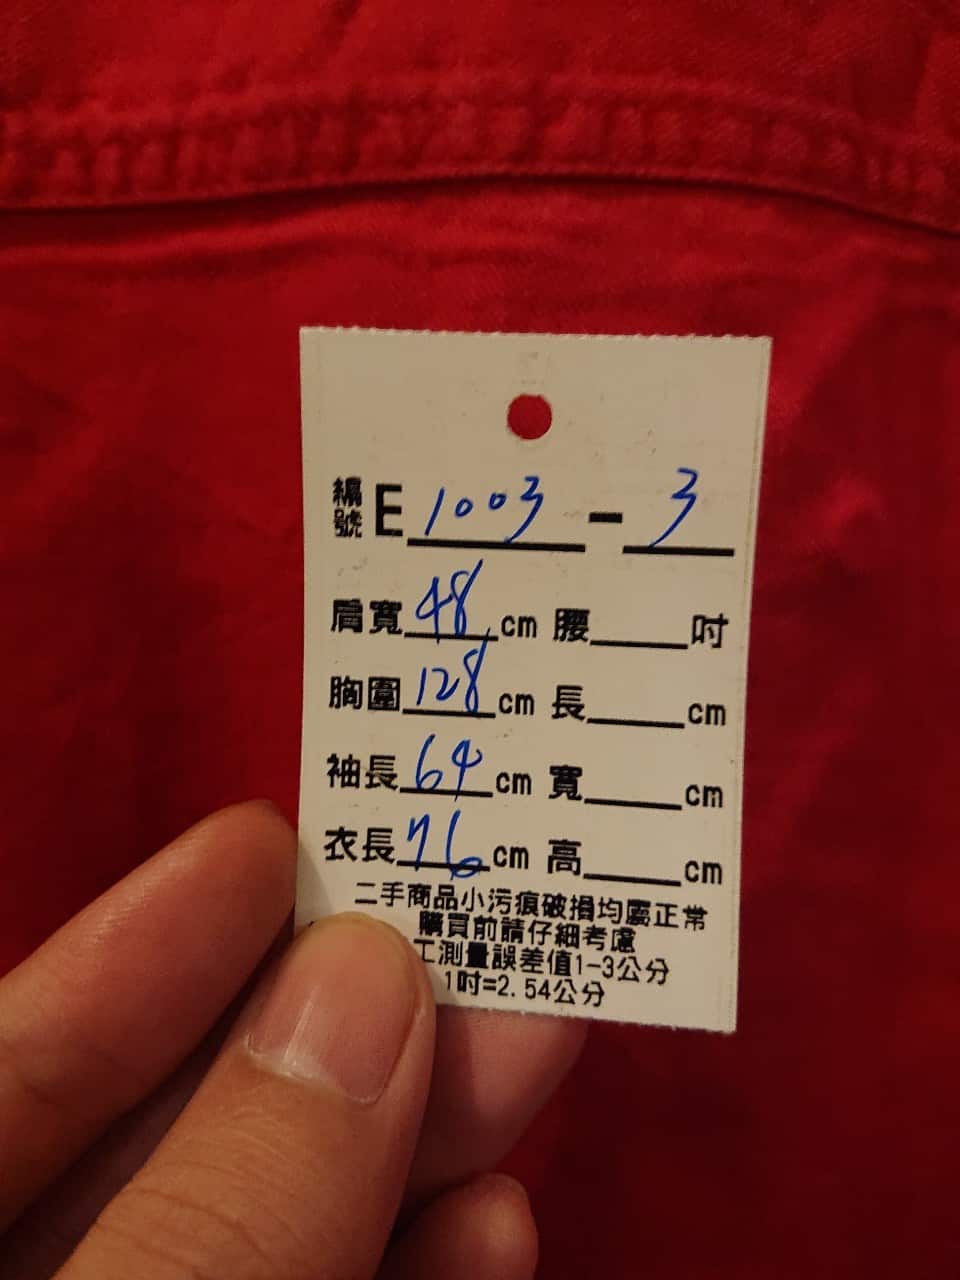 編號 E 1003 - 3
肩寬 48 cm 腰 吋
胸圍 128 cm 長 cm
袖長 64 cm 寬 cm
衣長 76 cm 高 cm
二手商品小污痕破損均屬正常
購買前請仔細考慮
工測量誤差值1-3公分
1吋=2.54公分